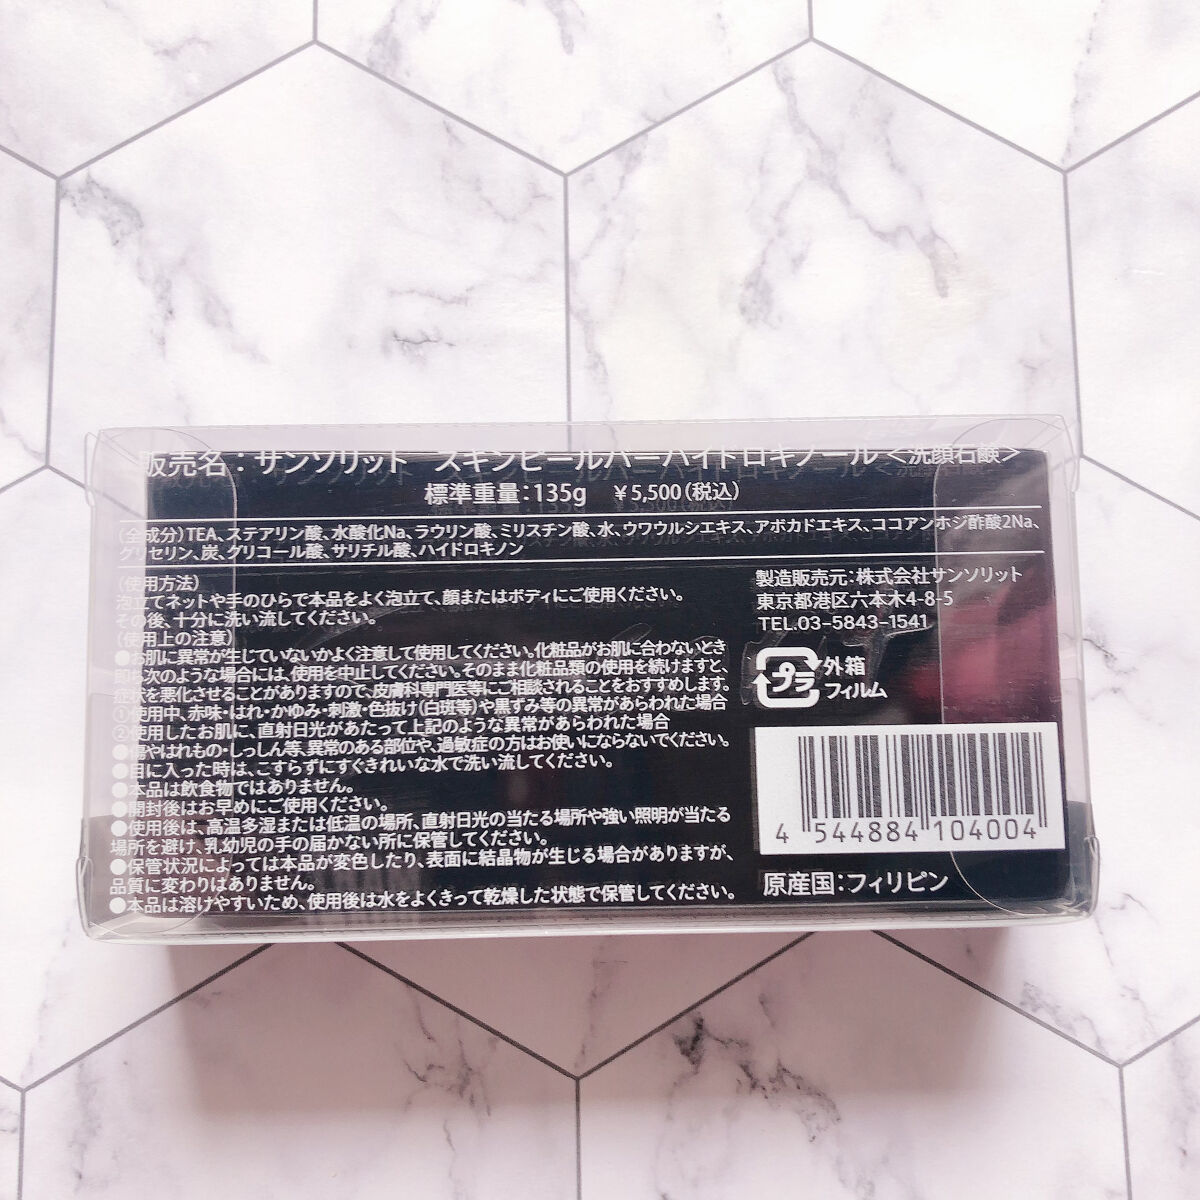 販売名：サンソリット　スキンピールバーハイドロキノール＜洗顔石鹸＞
標準重量：135g　￥5,500（税込）
（全成分）TEA、ステアリン酸、水酸化Na、ラウリン酸、ミリスチン酸、水、ウワウルシエキス、アボカドエキス、ココアンホジ酢酸2Na、
グリセリン、炭、グリコール酸、サリチル酸、ハイドロキノン
（使用方法）
泡立てネットや手のひらで本品をよく泡立て、顔またはボディにご使用ください。
その後、十分に洗い流してください。
（使用上の注意）
●お肌に異常が生じていないかよく注意して使用してください。化粧品がお肌に合わないとき
即ち次のような場合には、使用を中止してください。そのまま化粧品類の使用を続けますと、
症状を悪化させることがありますので、皮膚科専門医等にご相談されることをおすすめします。
①使用中、赤味・はれ・かゆみ・刺激・色抜け（白斑等）や黒ずみ等の異常があらわれた場合
②使用したお肌に、直射日光があたって上記のような異常があらわれた場合
●傷やはれもの・しっしん等、異常のある部位や、過敏症の方はお使いにならないでください。
●目に入った時は、こすらずにすぐきれいな水で洗い流してください。
●本品は飲食物ではありません。
●開封後はお早めにご使用ください。
●使用後は、高温多湿または低温の場所、直射日光の当たる場所や強い照明が当たる
場所を避け、乳幼児の手の届かない所に保管してください。
●保管状況によっては本品が変色したり、表面に結晶物が生じる場合がありますが、
品質に変わりはありません。
●本品は溶けやすいため、使用後は水をよくきって乾燥した状態で保管してください。
製造販売元：株式会社サンソリット
東京都港区六本木4-8-5
TEL.03-5843-1541
プラ
外箱
フィルム
4 544884 104004
原産国：フィリピン